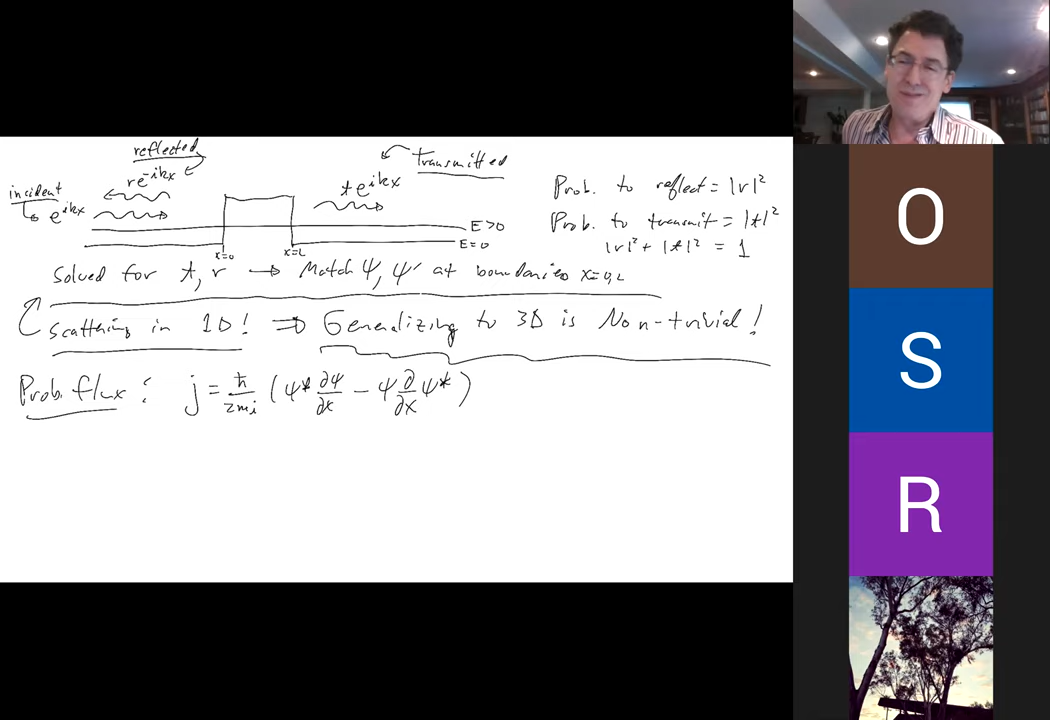 reflected
transmitted
re^{-ikx}
te^{ikx}
incident
e^{ikx}
Prob. to reflect = |r|²
Prob. to transmit = |t|²
|r|² + |t|² = 1
E>0
E=0
x=0
x=L
Solved for t, r → Match Ψ, Ψ' at boundaries x=0,L
Scattering in 1D! ⇒ Generalizing to 3D is Non-trivial!
Prob. flux: j = ħ/2mi (Ψ* ∂Ψ/∂x − Ψ ∂/∂x Ψ*)
O
S
R